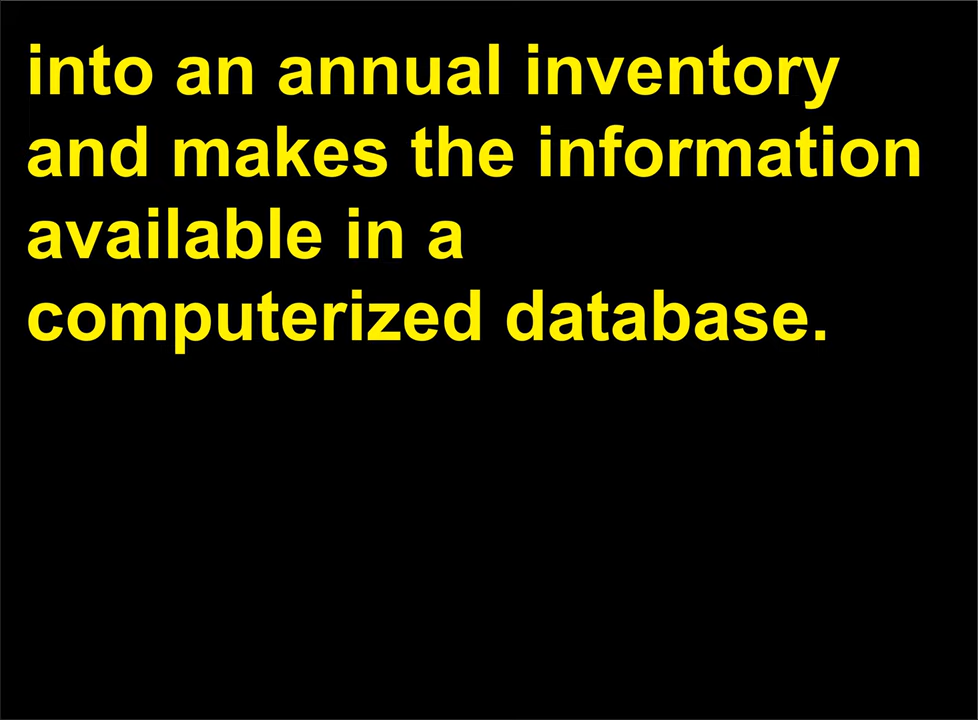 into an annual inventory
and makes the information
available in a
computerized database.